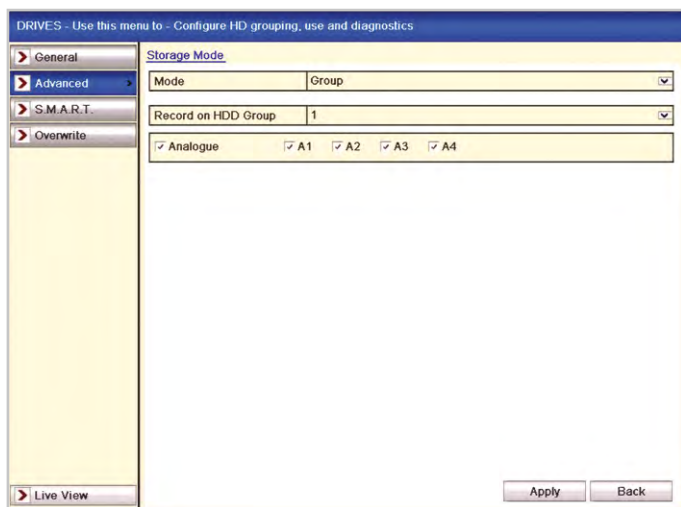 DRIVES - Use this menu to - Configure HD grouping, use and diagnostics
General
Advanced
S.M.A.R.T.
Overwrite
Live View
Storage Mode
Mode Group
Record on HDD Group 1
Analogue A1 A2 A3 A4
Apply Back